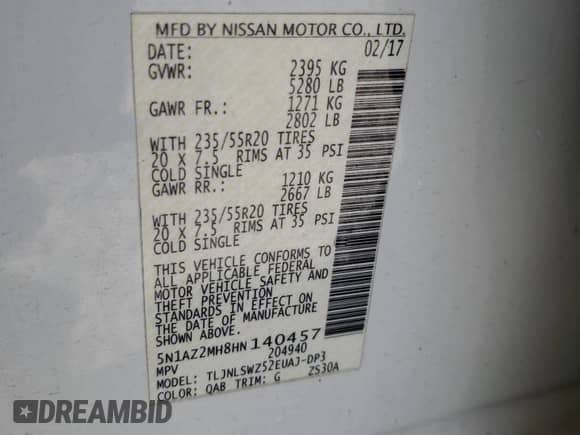 MFD BY NISSAN MOTOR CO., LTD.
DATE: 02/17
GVWR: 2395 KG
5280 LB
GAWR FR.: 1271 KG
2802 LB
WITH 235/55R20 TIRES
20 X 7.5 RIMS AT 35 PSI
COLD SINGLE
GAWR RR.: 1210 KG
2667 LB
WITH 235/55R20 TIRES
20 X 7.5 RIMS AT 35 PSI
COLD SINGLE
THIS VEHICLE CONFORMS TO
ALL APPLICABLE FEDERAL
MOTOR VEHICLE SAFETY AND
THEFT PREVENTION
STANDARDS IN EFFECT ON
THE DATE OF MANUFACTURE
SHOWN ABOVE.
5N1AZ2MH8HN140457
MPV 204940
MODEL: TLJNLSWZ52EUAJ-DP3
COLOR: QAB TRIM: G ZS30A
DREAMBID